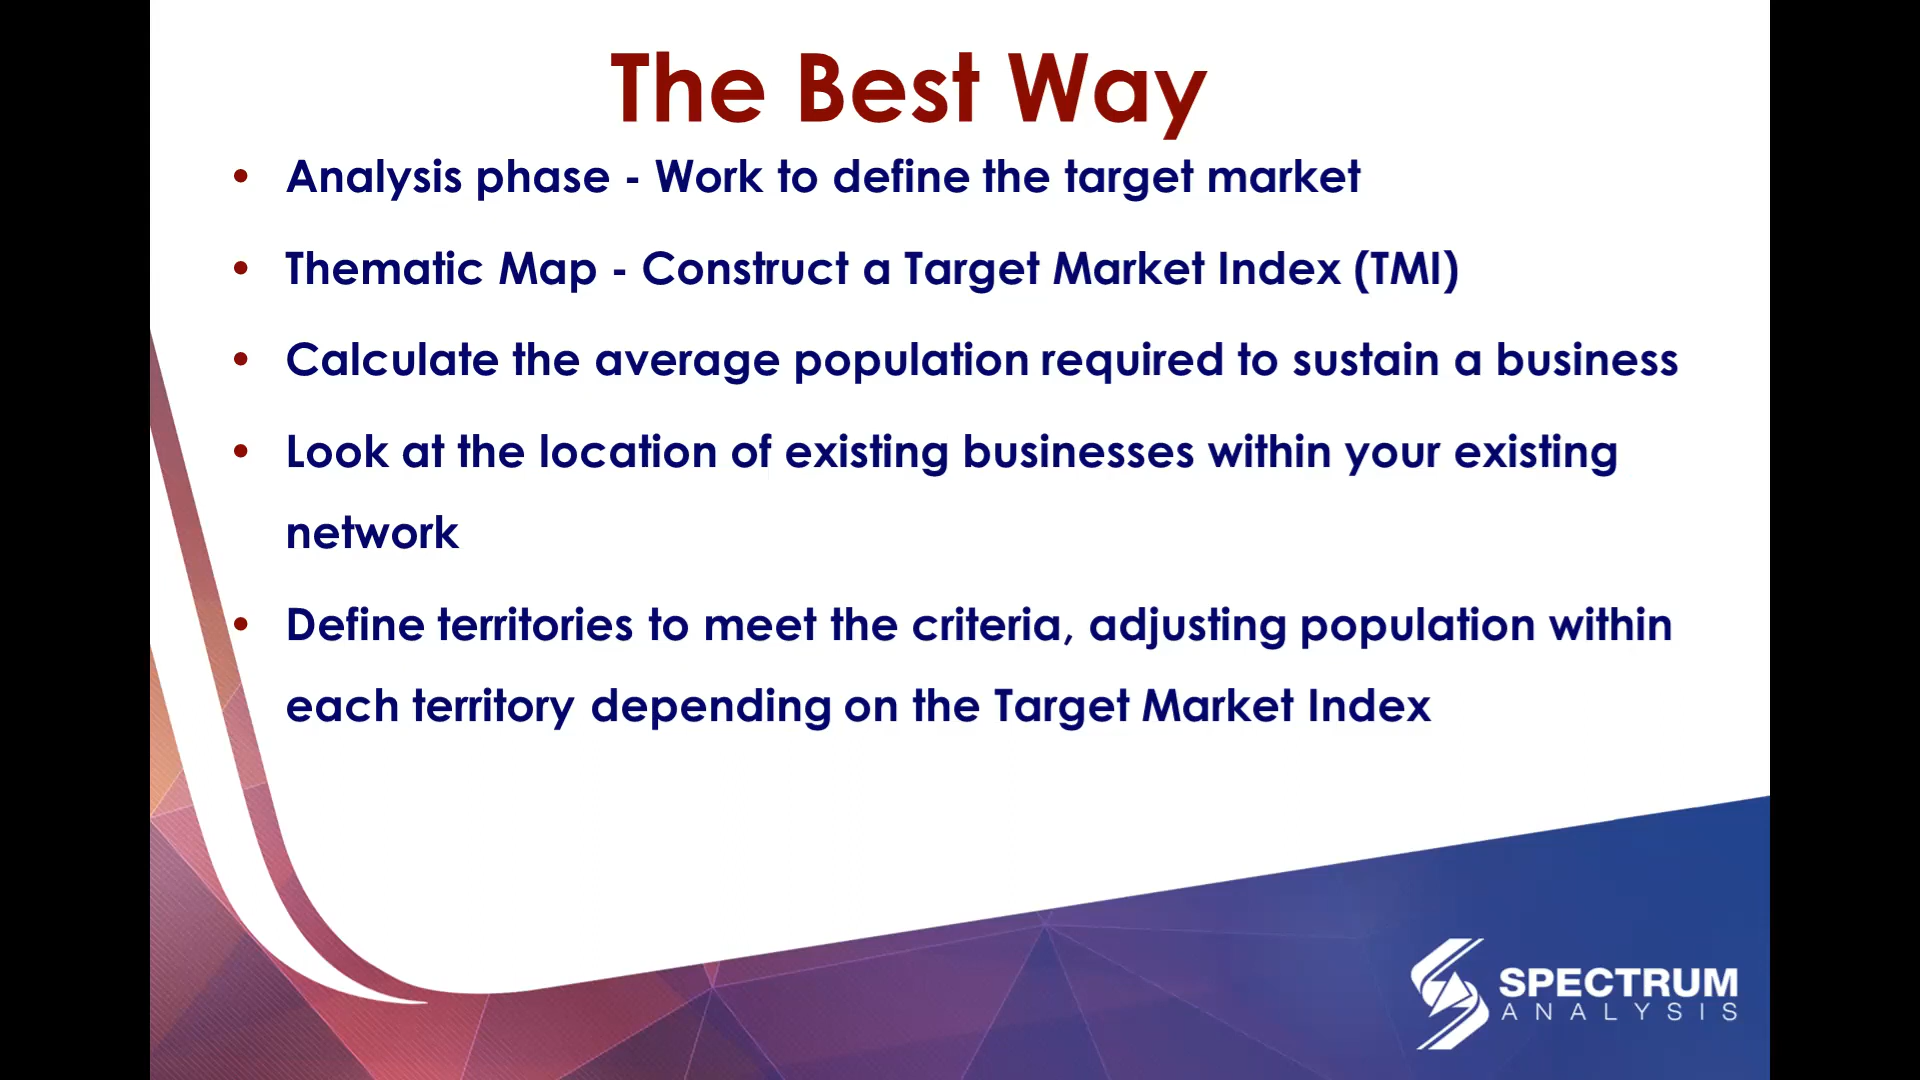 The Best Way
• Analysis phase - Work to define the target market
• Thematic Map - Construct a Target Market Index (TMI)
• Calculate the average population required to sustain a business
• Look at the location of existing businesses within your existing
network
• Define territories to meet the criteria, adjusting population within
each territory depending on the Target Market Index
SPECTRUM
ANALYSIS